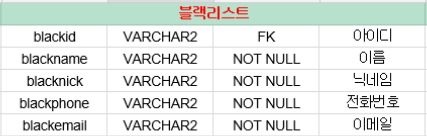 블랙리스트
blackid VARCHAR2 FK 아이디
blackname VARCHAR2 NOT NULL 이름
blacknick VARCHAR2 NOT NULL 닉네임
blackphone VARCHAR2 NOT NULL 전화번호
blackemail VARCHAR2 NOT NULL 이메일